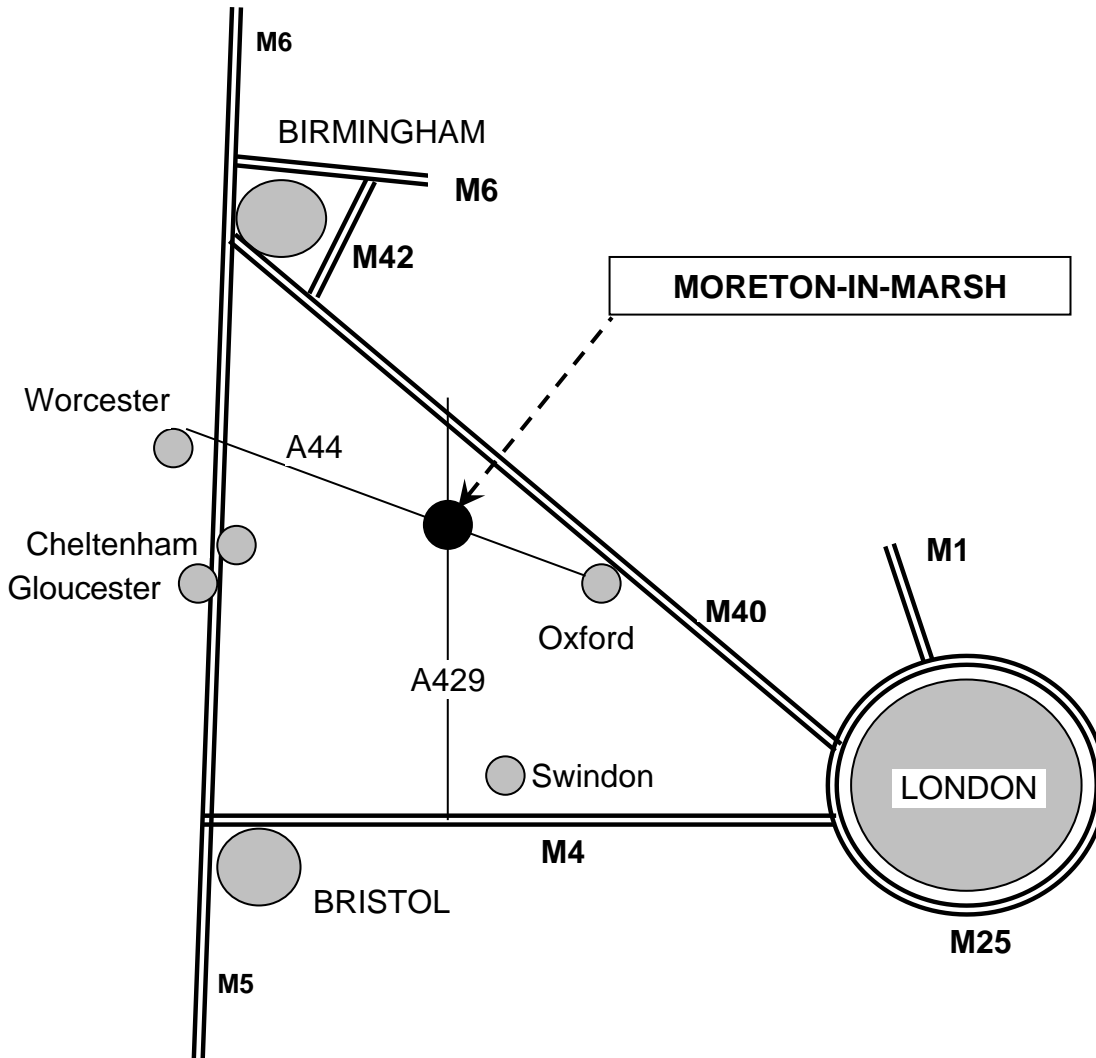 M6
BIRMINGHAM
M6
M42
MORETON-IN-MARSH
Worcester
A44
Cheltenham
Gloucester
M1
M40
Oxford
A429
Swindon
LONDON
M4
BRISTOL
M25
M5